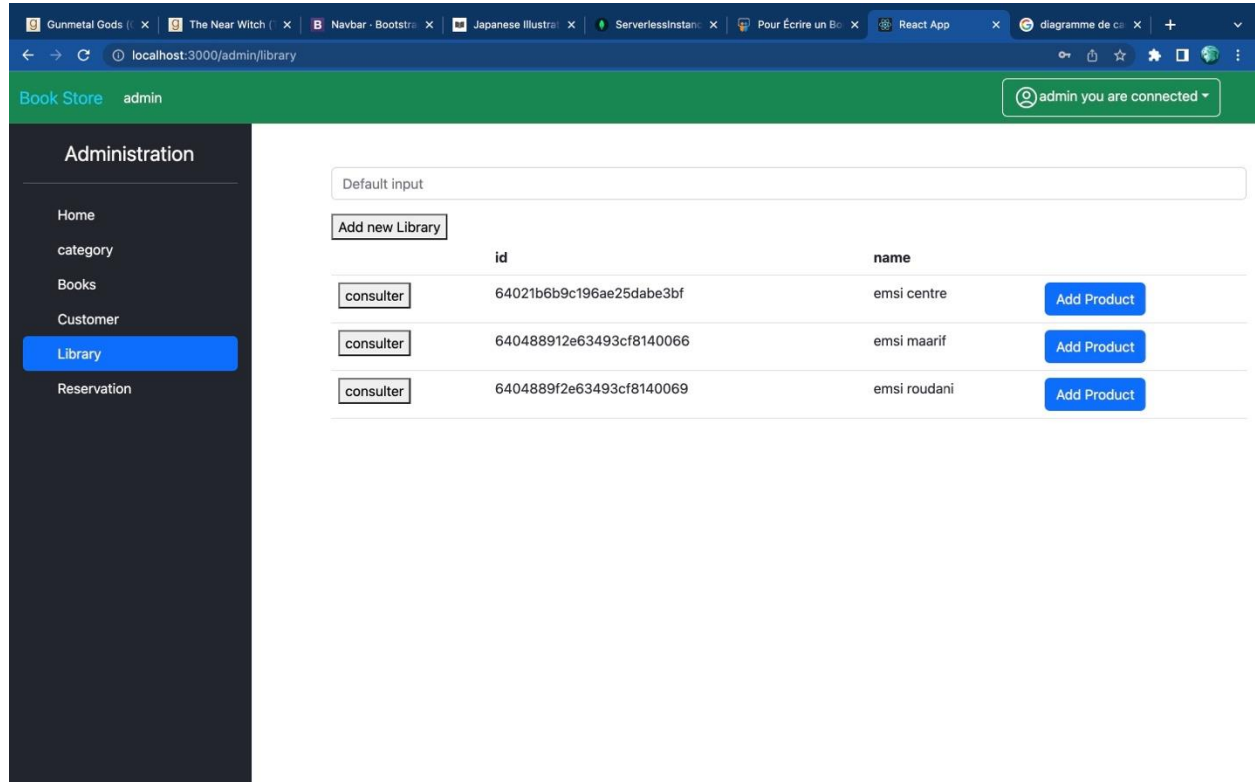 Gunmetal Gods (
The Near Witch (
Navbar - Bootstra
Japanese Illustrat
ServerlessInstanc
Pour Écrire un Bo
React App
diagramme de ca
localhost:3000/admin/library
Book Store admin
admin you are connected
Administration
Home
category
Books
Customer
Library
Reservation
Default input
Add new Library
id name
consulter 64021b6b9c196ae25dabe3bf emsi centre Add Product
consulter 640488912e63493cf8140066 emsi maarif Add Product
consulter 6404889f2e63493cf8140069 emsi roudani Add Product